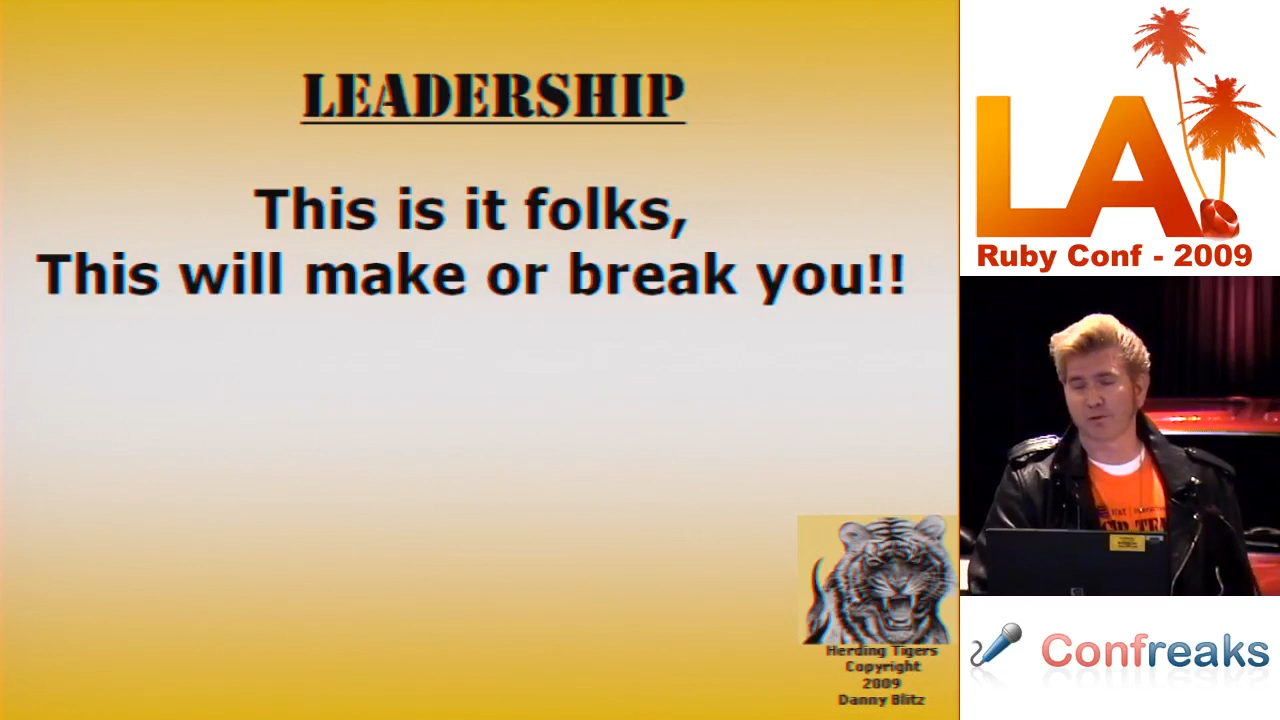 LEADERSHIP
This is it folks,
This will make or break you!!
Herding Tigers
Copyright
2009
Danny Blitz
LA
Ruby Conf - 2009
Confreaks